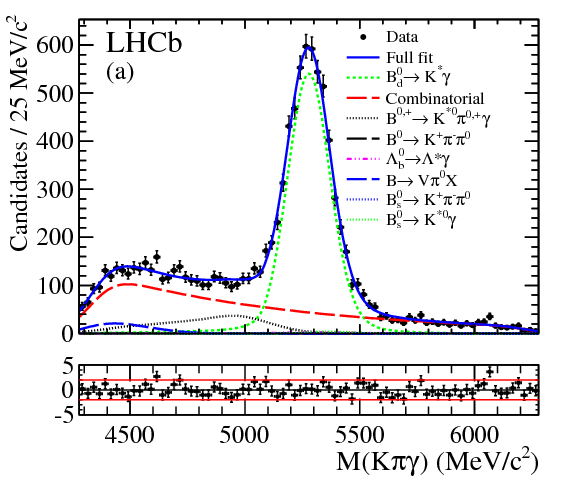 Candidates / 25 MeV/c²
600
500
400
300
200
100
0
LHCb
(a)
Data
Full fit
B⁰d→ K*γ
Combinatorial
B⁰,⁺→ K*⁰π⁰,⁺γ
B⁰→ K⁺π⁻π⁰
Λ⁰b→Λ*γ
B→ Vπ⁰X
B⁰s→ K⁺π⁻π⁰
B⁰s→ K*⁰γ
5
0
-5
4500 5000 5500 6000
M(Kπγ) (MeV/c²)